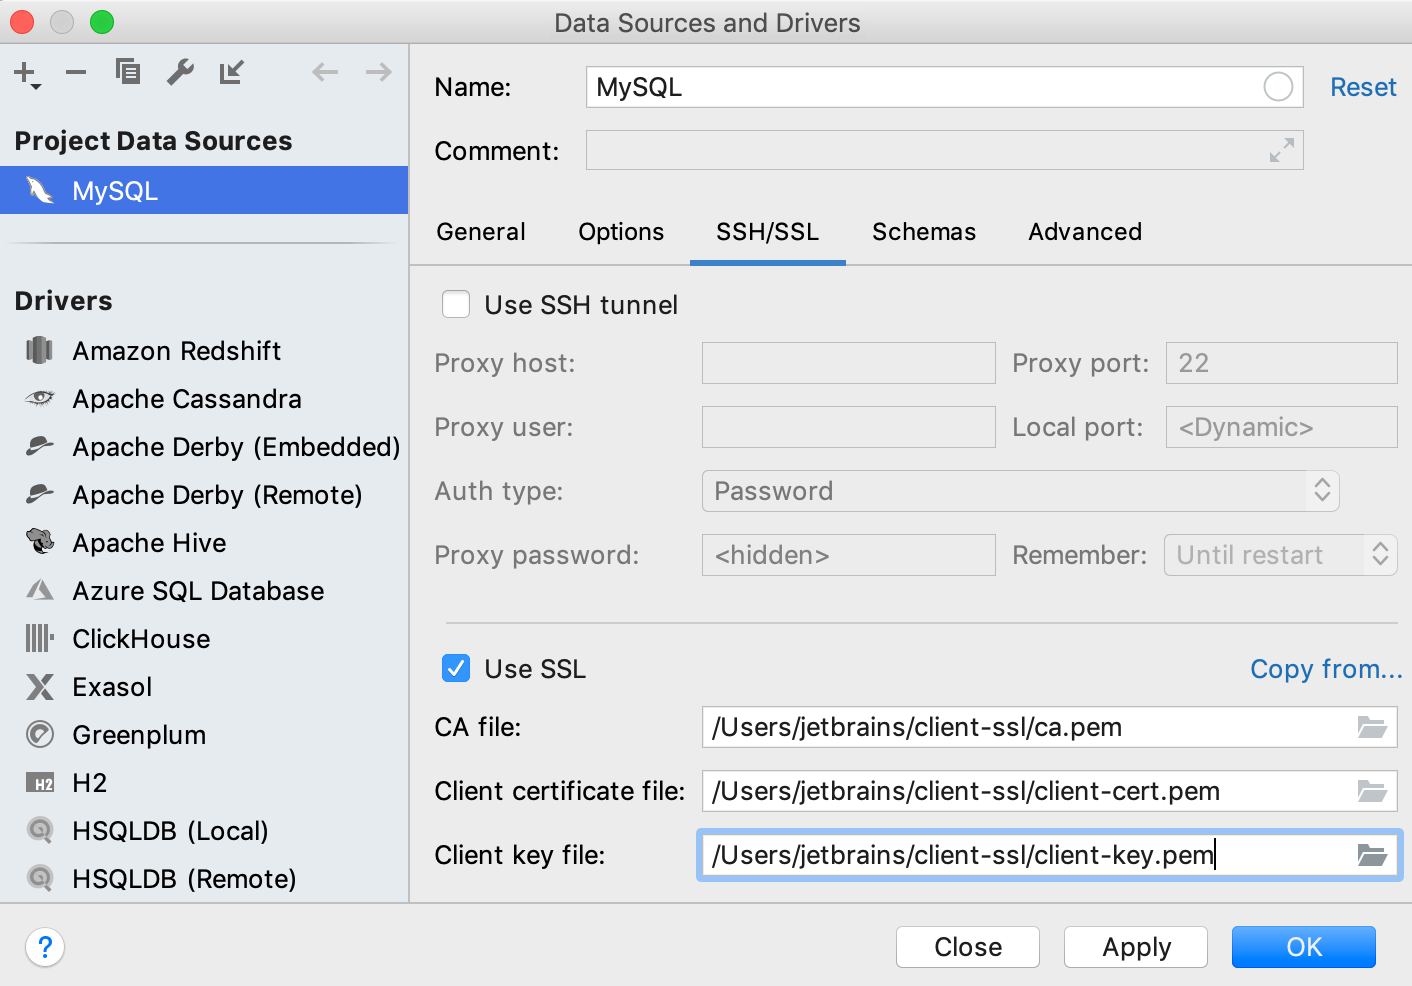 Data Sources and Drivers
Project Data Sources
MySQL
Drivers
Amazon Redshift
Apache Cassandra
Apache Derby (Embedded)
Apache Derby (Remote)
Apache Hive
Azure SQL Database
ClickHouse
Exasol
Greenplum
H2 H2
HSQLDB (Local)
HSQLDB (Remote)
Name: MySQL Reset
Comment:
General Options SSH/SSL Schemas Advanced
Use SSH tunnel
Proxy host: Proxy port: 22
Proxy user: Local port: <Dynamic>
Auth type: Password
Proxy password: <hidden> Remember: Until restart
Use SSL Copy from...
CA file: /Users/jetbrains/client-ssl/ca.pem
Client certificate file: /Users/jetbrains/client-ssl/client-cert.pem
Client key file: /Users/jetbrains/client-ssl/client-key.pem
? Close Apply OK